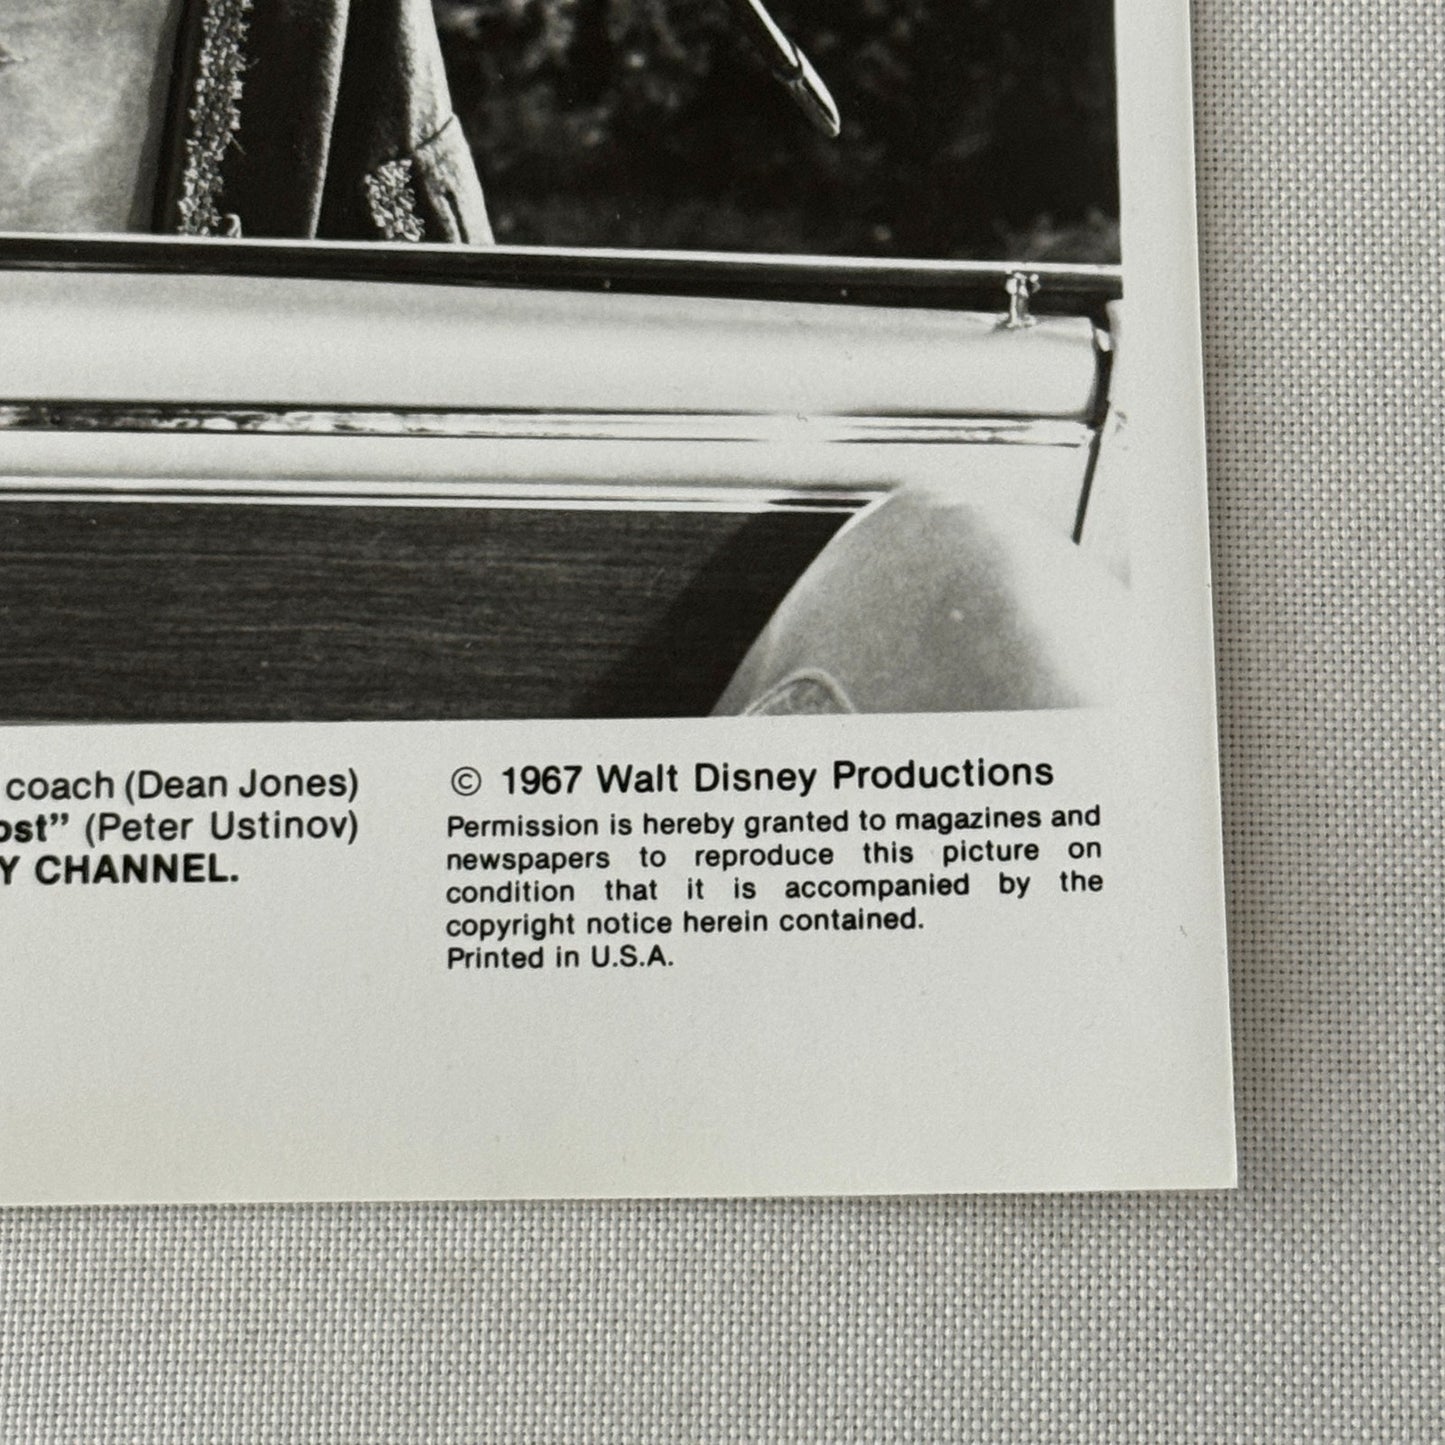 coach (Dean Jones)
(Peter Ustinov)
CHANNEL.
© 1967 Walt Disney Productions
Permission is hereby granted to magazines and
newspapers to reproduce this picture on
condition that it is accompanied by the
copyright notice herein contained.
Printed in U.S.A.